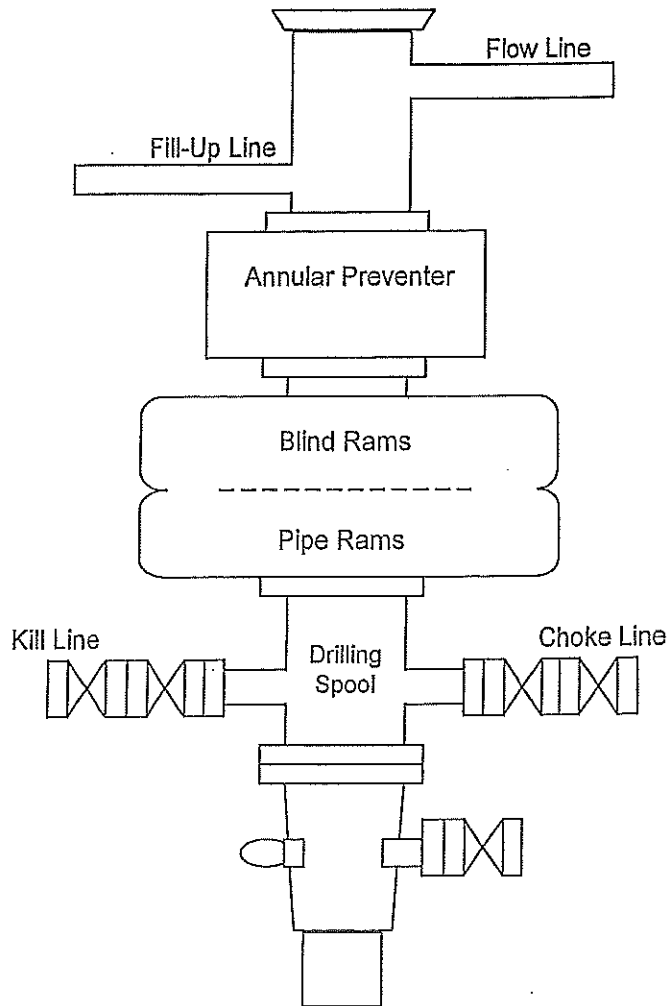 Flow Line
Fill-Up Line
Annular Preventer
Blind Rams
Pipe Rams
Kill Line
Choke Line
Drilling
Spool